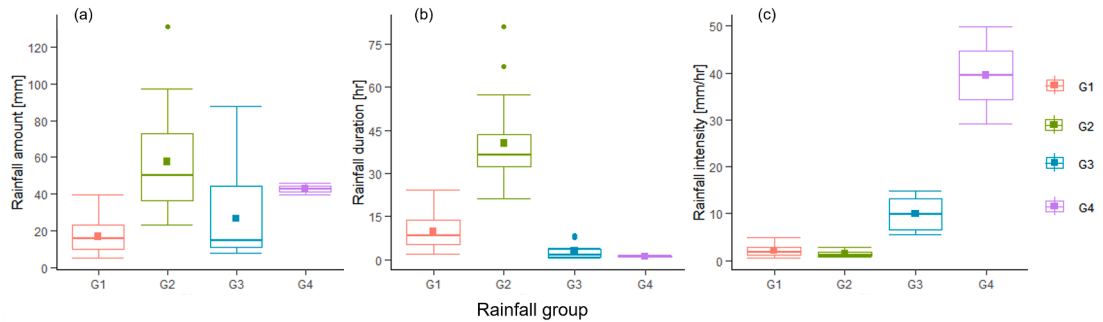 (a)
Rainfall amount [mm]
120
100
80
60
40
20
0
G1 G2 G3 G4
(b)
Rainfall duration [hr]
75
60
45
30
15
0
G1 G2 G3 G4
(c)
Rainfall intensity [mm/hr]
50
40
30
20
10
0
G1 G2 G3 G4
G1
G2
G3
G4
Rainfall group